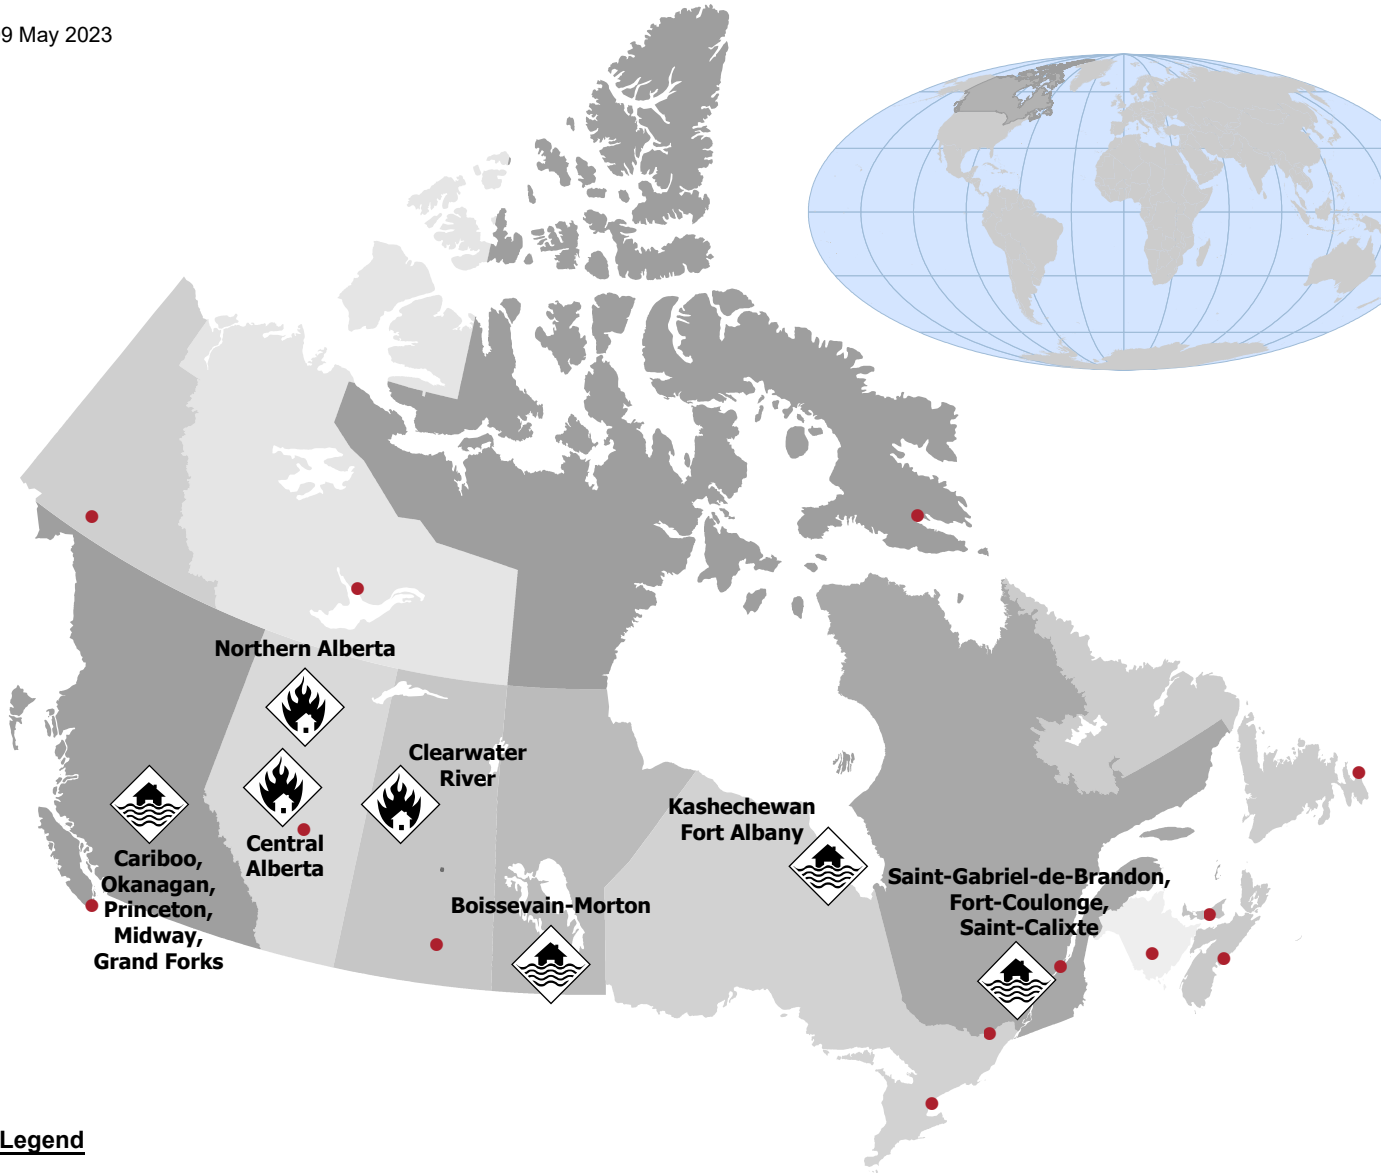 9 May 2023
Northern Alberta
Clearwater
River
Kashechewan
Fort Albany
Central
Alberta
Cariboo,
Okanagan,
Princeton,
Midway,
Grand Forks
Boissevain-Morton
Saint-Gabriel-de-Brandon,
Fort-Coulonge,
Saint-Calixte
Legend